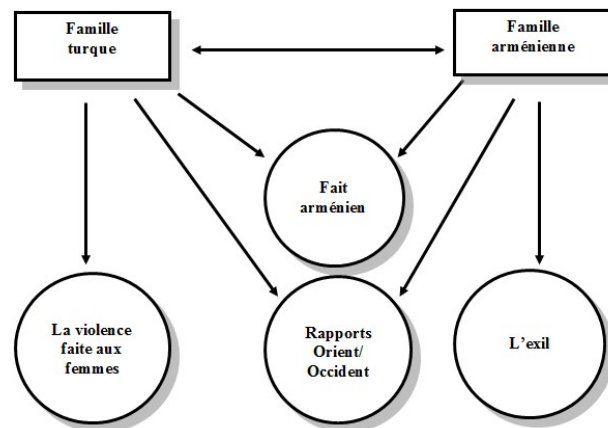 Famille
turque
Famille
arménienne
Fait
arménien
La violence
faite aux
femmes
Rapports
Orient/
Occident
L’exil